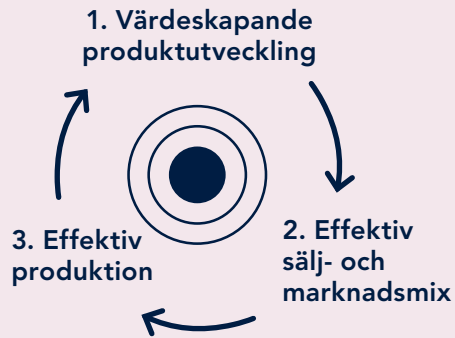 1. Värdeskapande
produktutveckling
2. Effektiv
sälj- och
marknadsmix
3. Effektiv
produktion